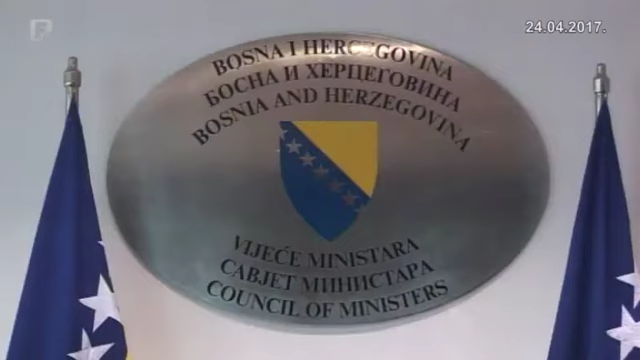 24.04.2017.
BOSNA I HERCEGOVINA
БОСНА И ХЕРЦЕГОВИНА
BOSNIA AND HERZEGOVINA
VIJEĆE MINISTARA
САВЈЕТ МИНИСТАРА
COUNCIL OF MINISTERS